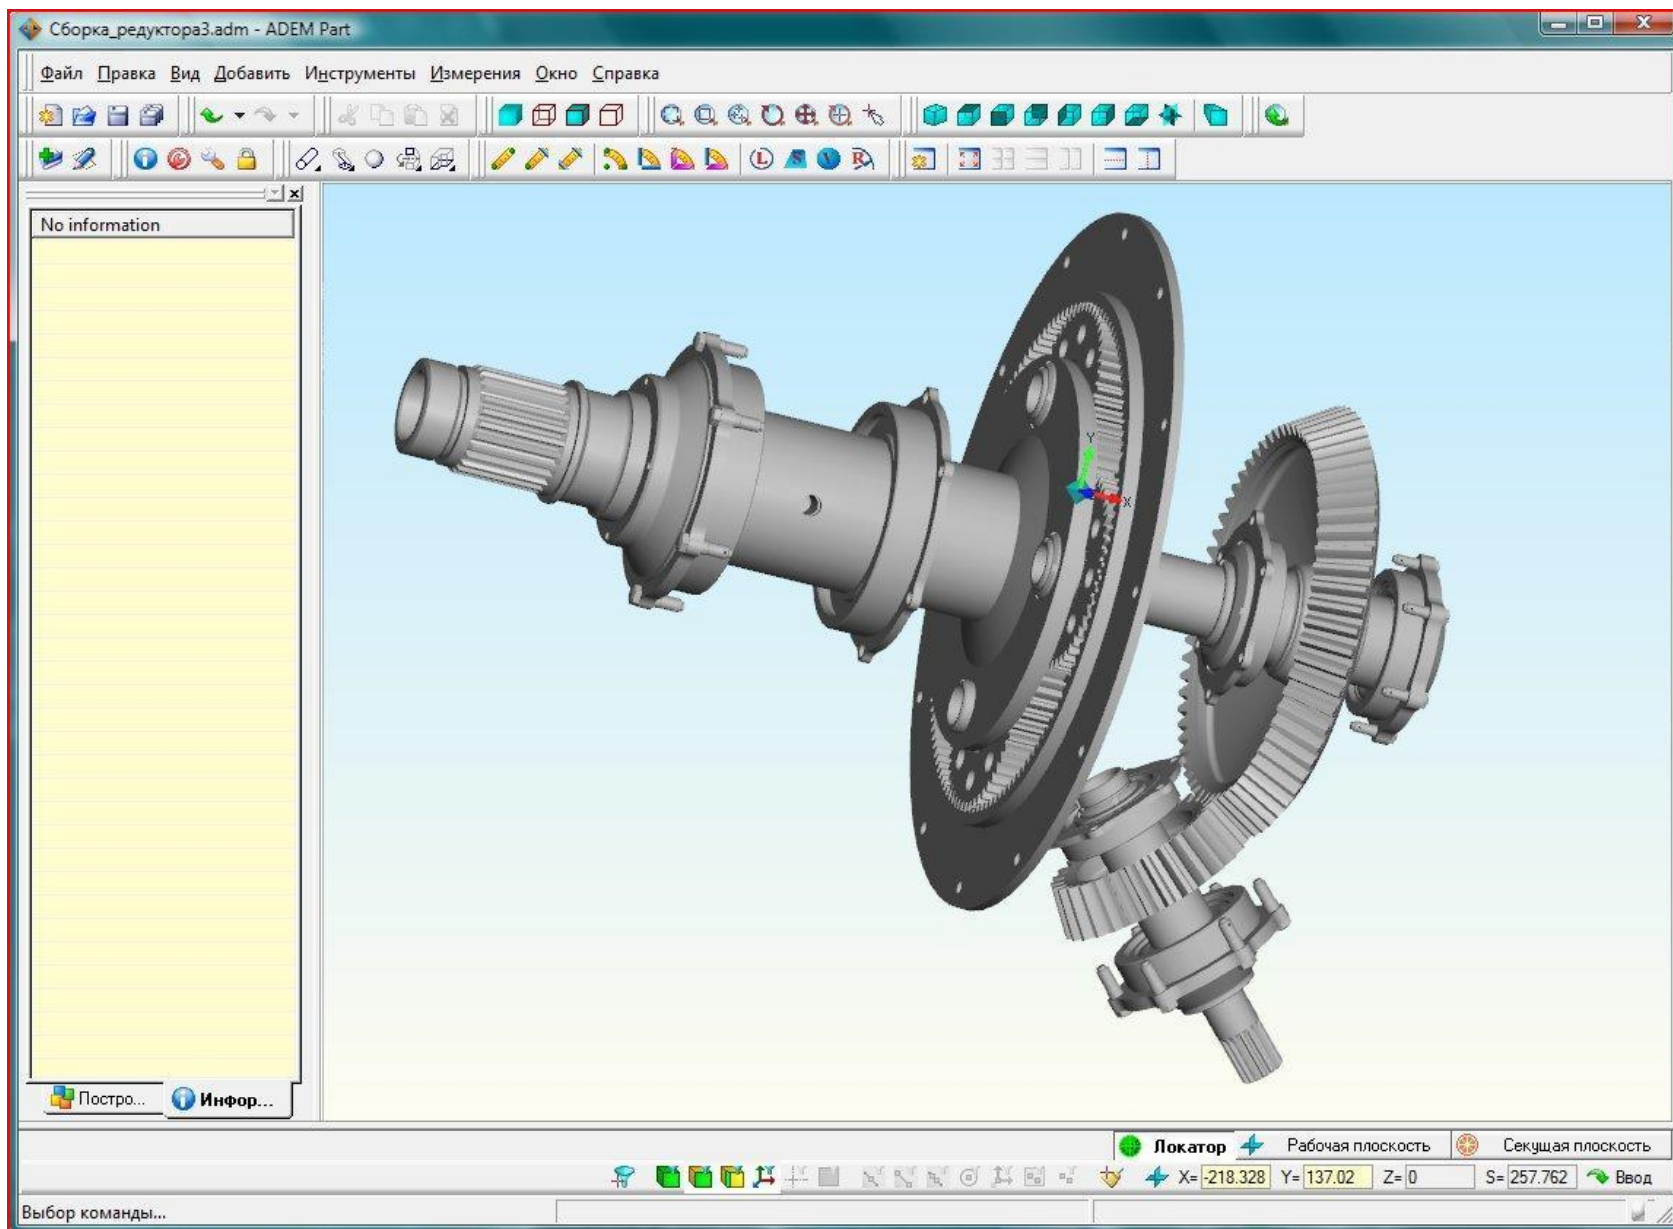 Сборка_редуктора3.adm - ADEM Part
Файл Правка Вид Добавить Инструменты Измерения Окно Справка
L S V R
No information
Y
X
Постро... Инфор...
Локатор Рабочая плоскость Секущая плоскость
X= -218.328 Y= 137.02 Z= 0 S= 257.762 Ввод
Выбор команды...